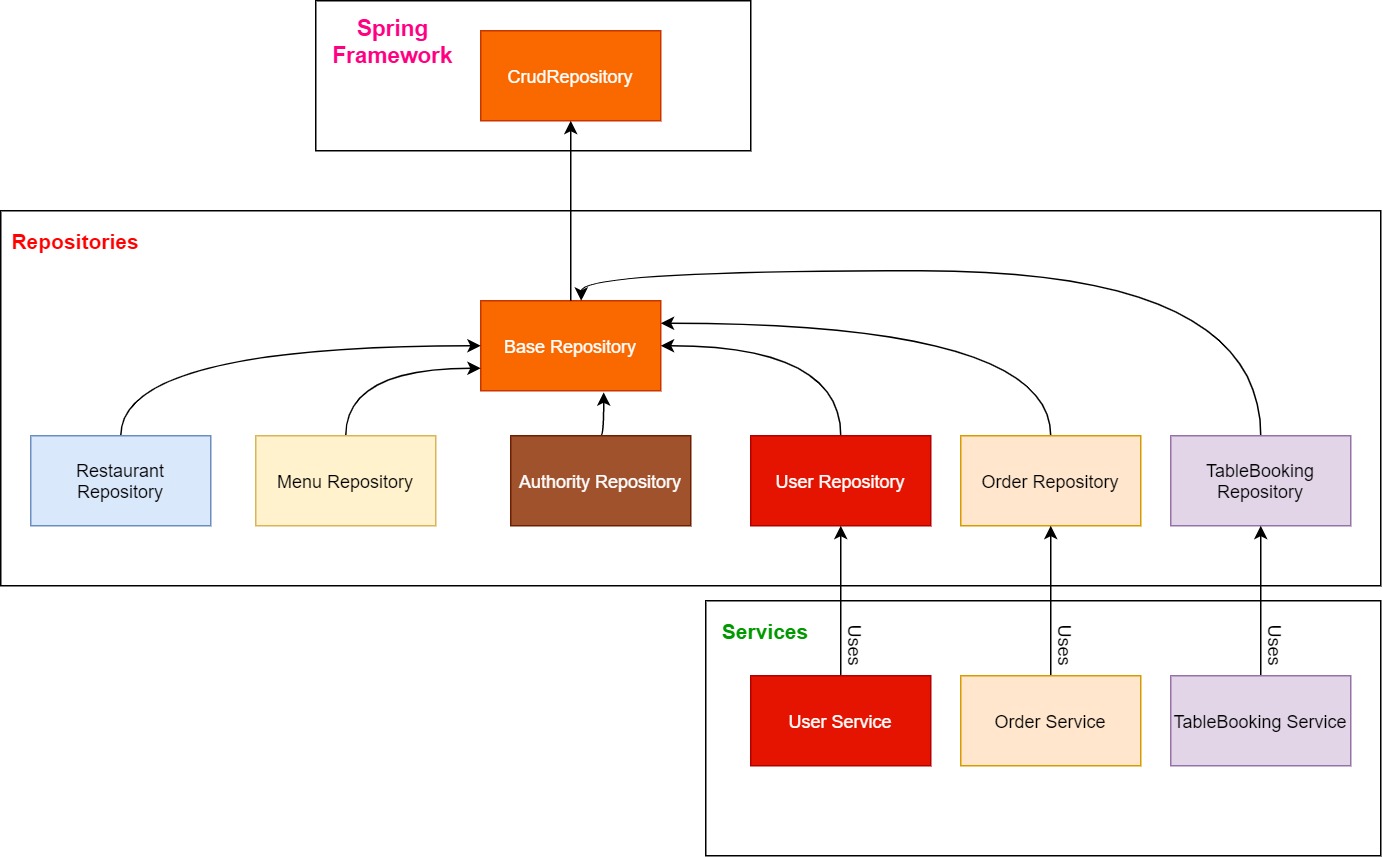 Spring
Framework
CrudRepository
Repositories
Base Repository
Restaurant
Repository
Menu Repository
Authority Repository
User Repository
Order Repository
TableBooking
Repository
Services
Uses
Uses
Uses
User Service
Order Service
TableBooking Service